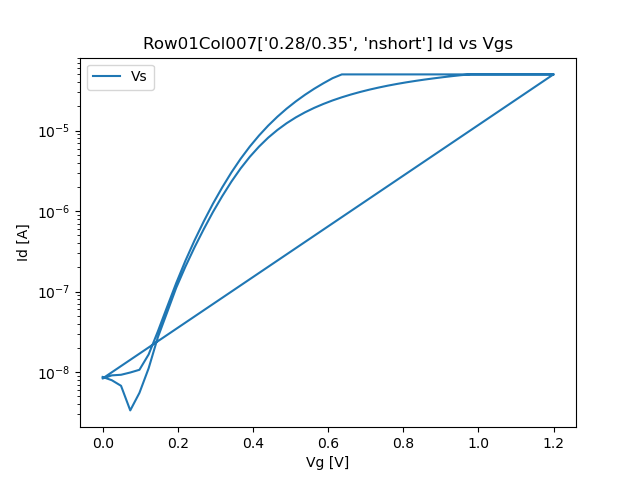 Row01Col007['0.28/0.35', 'nshort'] Id vs Vgs
Vs
10⁻⁵
10⁻⁶
10⁻⁷
10⁻⁸
Id [A]
0.0 0.2 0.4 0.6 0.8 1.0 1.2
Vg [V]